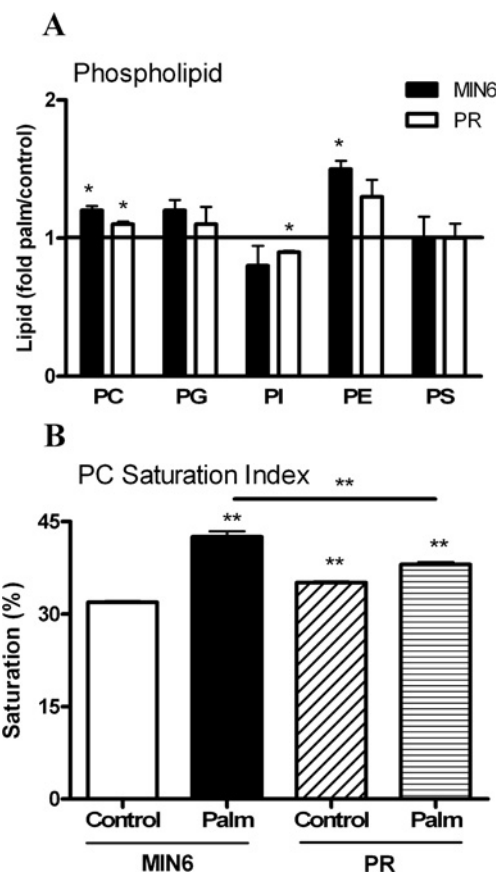 A
Phospholipid
MIN6
PR
Lipid (fold palm/control)
2
1
0
* * * *
PC PG PI PE PS
B
PC Saturation Index
**
** ** **
Saturation (%)
45
30
15
0
Control Palm Control Palm
MIN6 PR